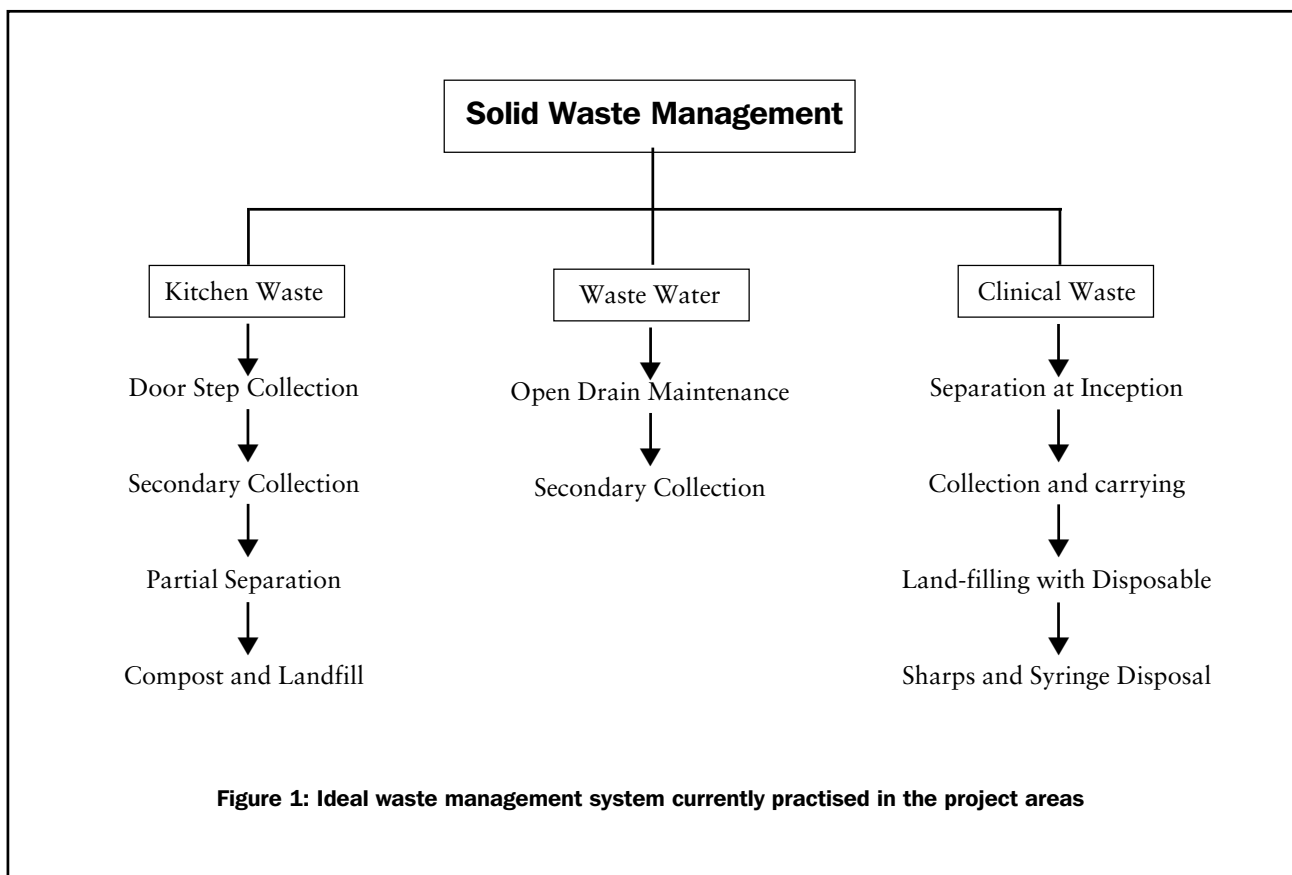 Solid Waste Management
Kitchen Waste
Waste Water
Clinical Waste
Door Step Collection
Open Drain Maintenance
Separation at Inception
Secondary Collection
Secondary Collection
Collection and carrying
Partial Separation
Land-filling with Disposable
Compost and Landfill
Sharps and Syringe Disposal
Figure 1: Ideal waste management system currently practised in the project areas